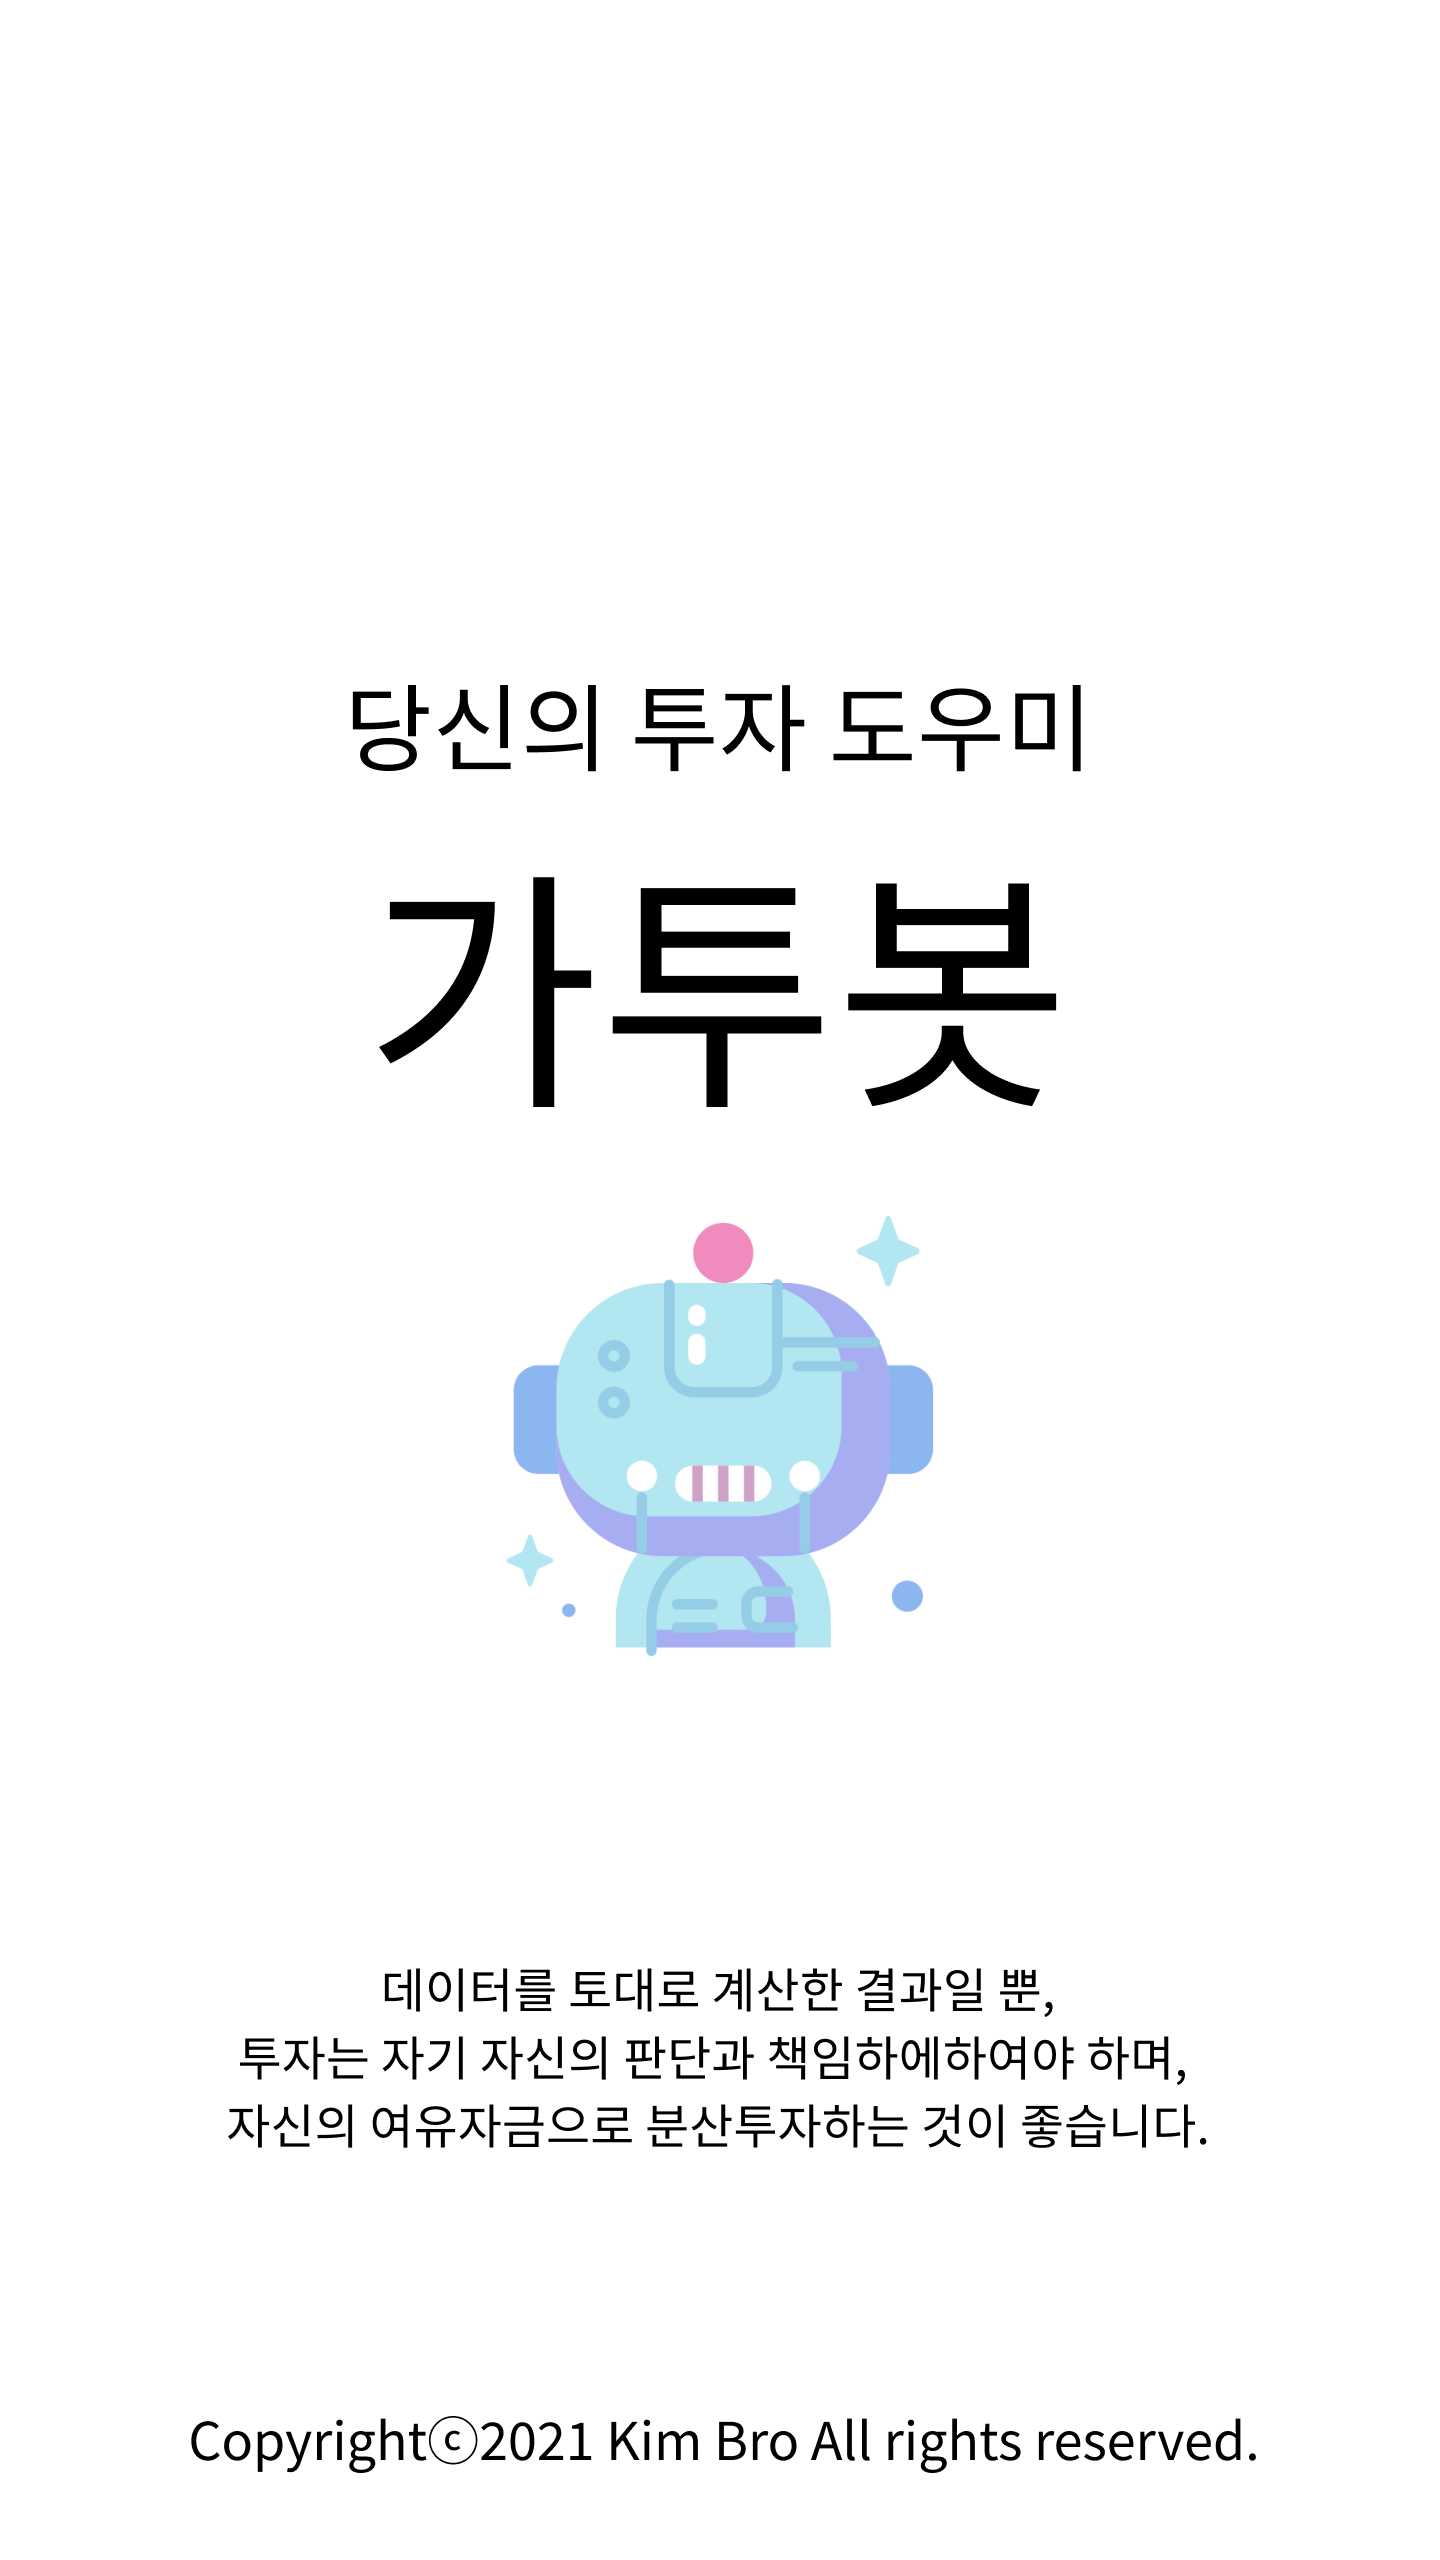 당신의 투자 도우미
가투봇
데이터를 토대로 계산한 결과일 뿐,
투자는 자기 자신의 판단과 책임하에하여야 하며,
자신의 여유자금으로 분산투자하는 것이 좋습니다.
Copyrightⓒ2021 Kim Bro All rights reserved.